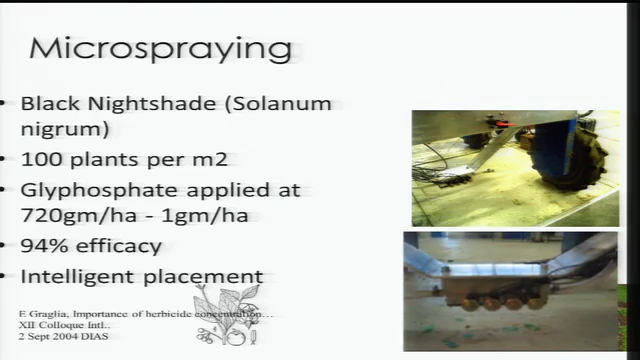 Microspraying
• Black Nightshade (Solanum
nigrum)
• 100 plants per m2
• Glyphosphate applied at
720gm/ha - 1gm/ha
• 94% efficacy
• Intelligent placement
E Graglia, Importance of herbicide concentration…
XII Colloque Intl..
2 Sept 2004 DIAS